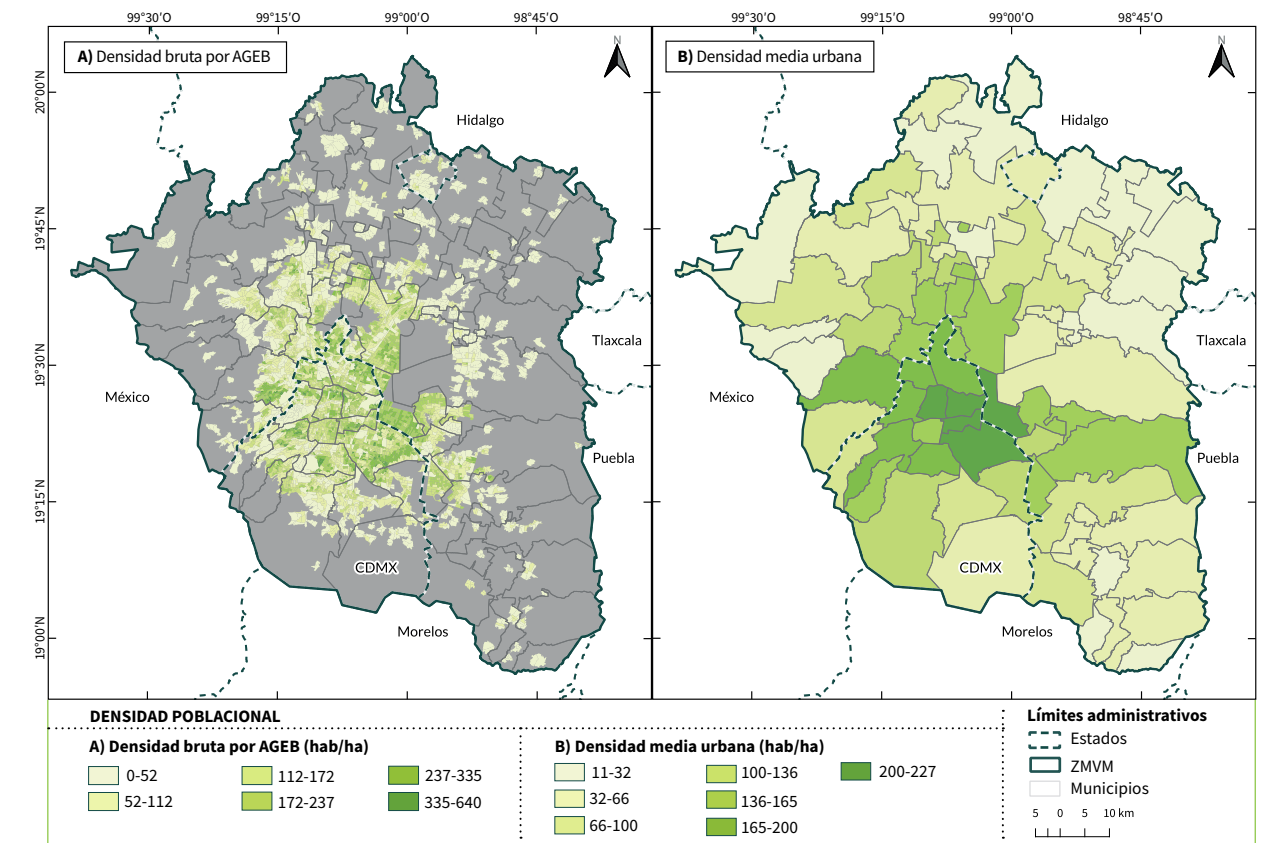 99°30'O 99°15'O 99°00'O 98°45'O 99°30'O 99°15'O 99°00'O 98°45'O
A) Densidad bruta por AGEB
N
B) Densidad media urbana
N
20°00'N
19°45'N
19°30'N
19°15'N
19°00'N
Hidalgo
Tlaxcala
México
Puebla
CDMX
Morelos
Hidalgo
Tlaxcala
México
Puebla
CDMX
Morelos
DENSIDAD POBLACIONAL
A) Densidad bruta por AGEB (hab/ha)
0-52
52-112
112-172
172-237
237-335
335-640
B) Densidad media urbana (hab/ha)
11-32
32-66
66-100
100-136
136-165
165-200
200-227
Límites administrativos
Estados
ZMVM
Municipios
5 0 5 10 km